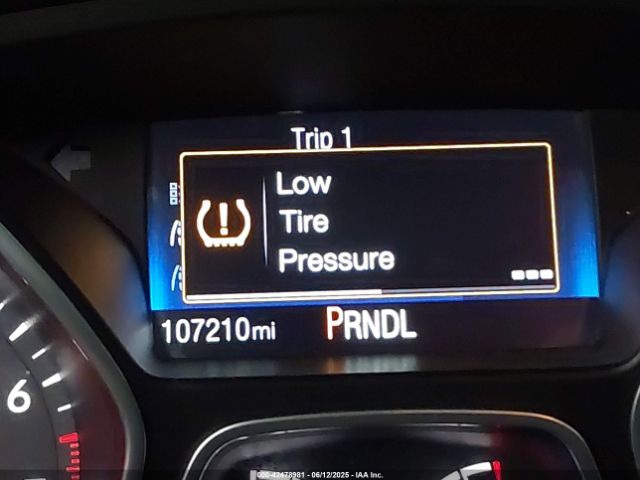 Trip 1
Low
Tire
Pressure
107210mi PRNDL
6
000-42478981 - 06/12/2025 - IAA Inc.